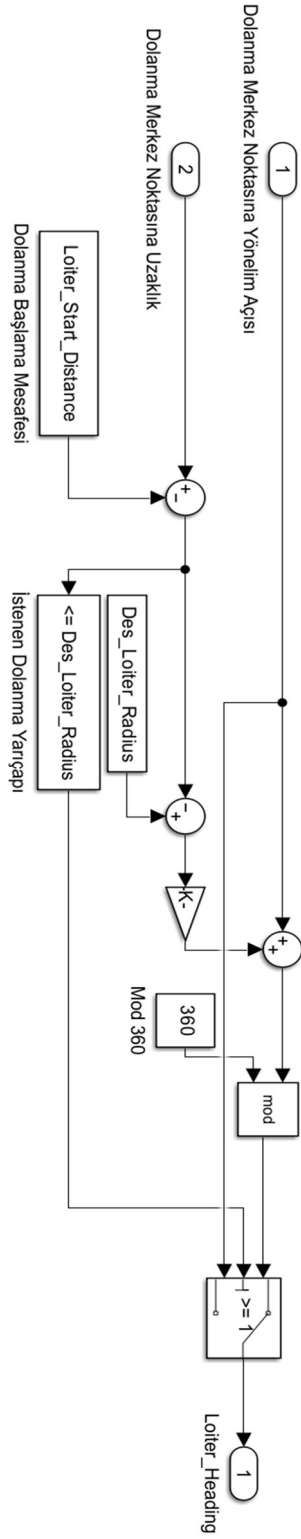 1
Dolanma Merkez Noktasına Yönelim Açısı
2
Dolanma Merkez Noktasına Uzaklık
Loiter_Start_Distance
Dolanma Başlama Mesafesi
+
−
<= Des_Loiter_Radius
İstenen Dolanma Yarıçapı
Des_Loiter_Radius
−
+
-K-
+
+
360
Mod 360
mod
>= 1
1
Loiter_Heading